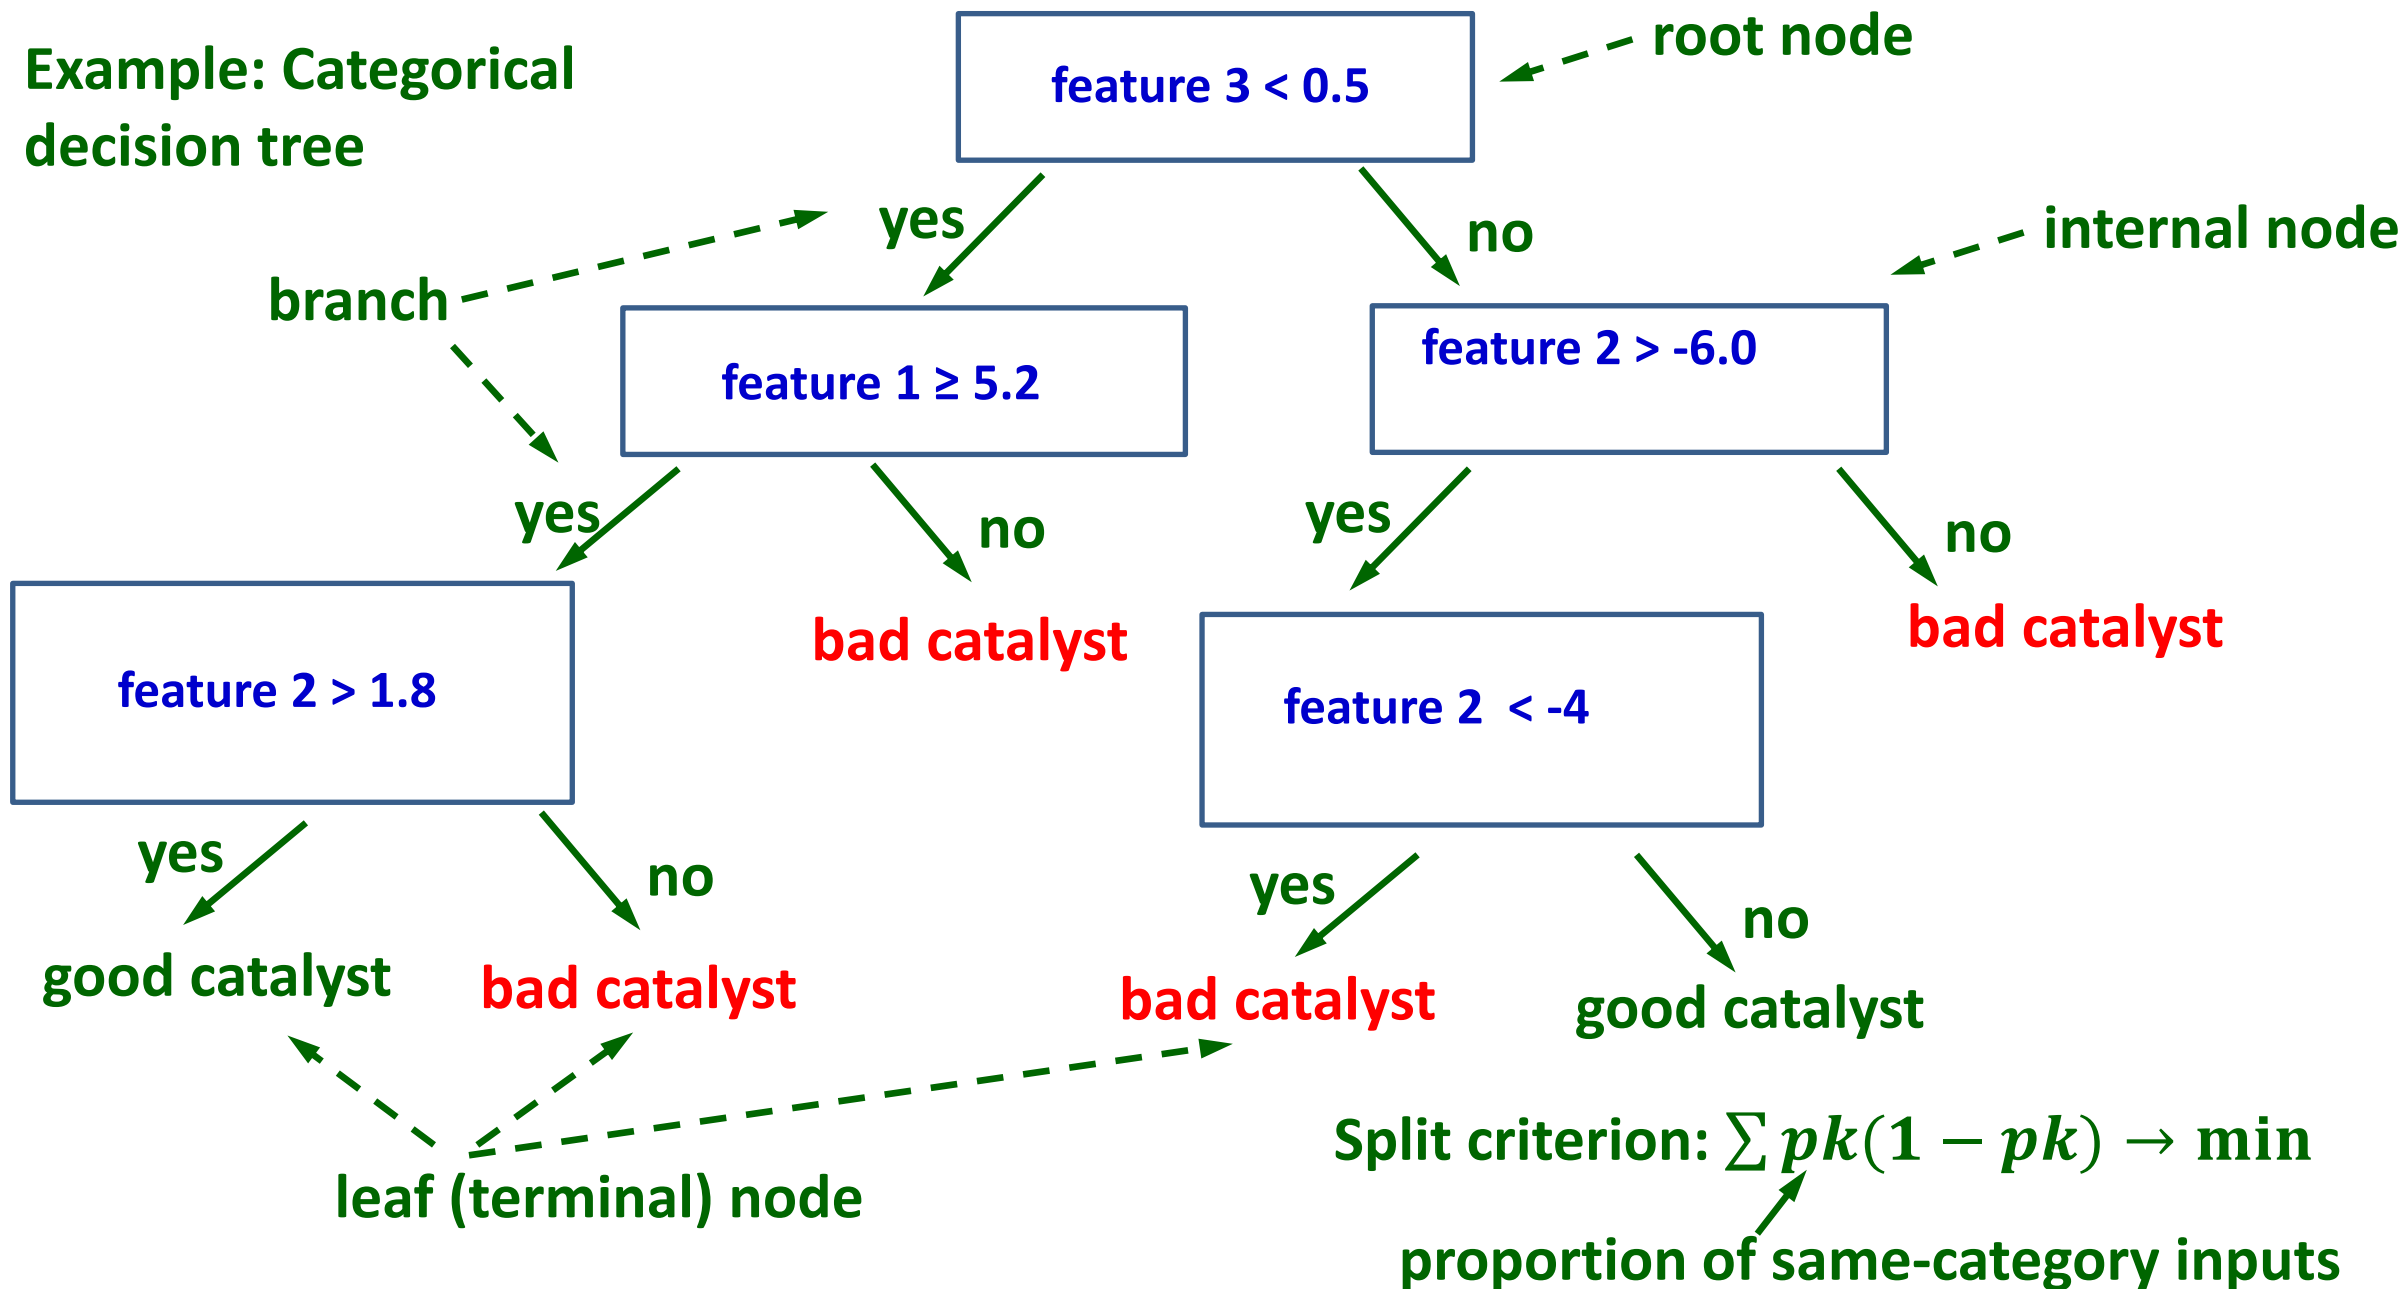 Example: Categorical
decision tree
root node
feature 3 < 0.5
yes
no
internal node
branch
feature 1 ≥ 5.2
feature 2 > -6.0
yes
no
yes
no
bad catalyst
bad catalyst
feature 2 > 1.8
feature 2 < -4
yes
no
yes
no
good catalyst
bad catalyst
bad catalyst
good catalyst
Split criterion: ∑ pk(1 − pk) → min
leaf (terminal) node
proportion of same-category inputs